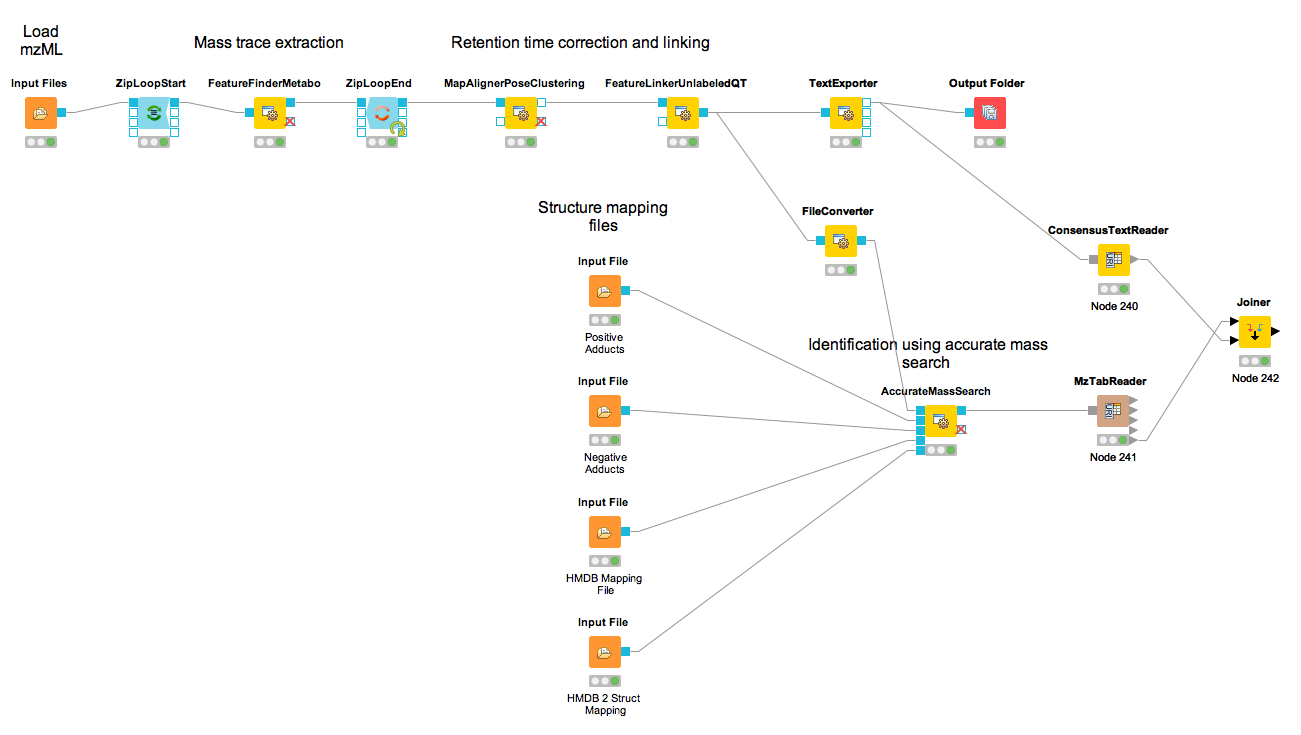 Load
mzML
Mass trace extraction
Retention time correction and linking
Input Files
ZipLoopStart
FeatureFinderMetabo
ZipLoopEnd
MapAlignerPoseClustering
FeatureLinkerUnlabeledQT
TextExporter
Output Folder
Structure mapping
files
FileConverter
ConsensusTextReader
Node 240
Input File
Positive
Adducts
Joiner
Node 242
Identification using accurate mass
search
Input File
Negative
Adducts
AccurateMassSearch
MzTabReader
Node 241
Input File
HMDB Mapping
File
Input File
HMDB 2 Struct
Mapping